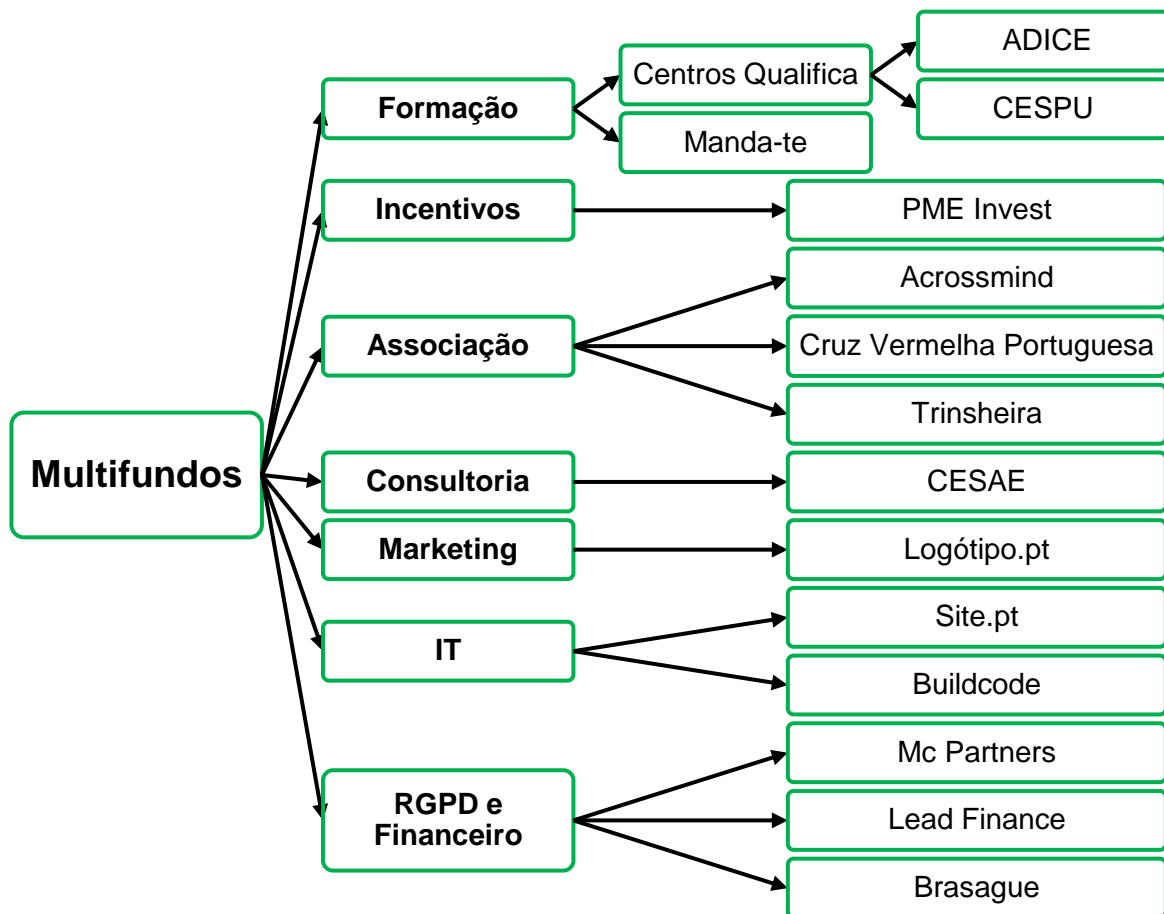 Multifundos
Formação
Centros Qualifica
ADICE
CESPU
Manda-te
Incentivos
PME Invest
Associação
Acrossmind
Cruz Vermelha Portuguesa
Trinsheira
Consultoria
CESAE
Marketing
Logótipo.pt
IT
Site.pt
Buildcode
RGPD e
Financeiro
Mc Partners
Lead Finance
Brasague